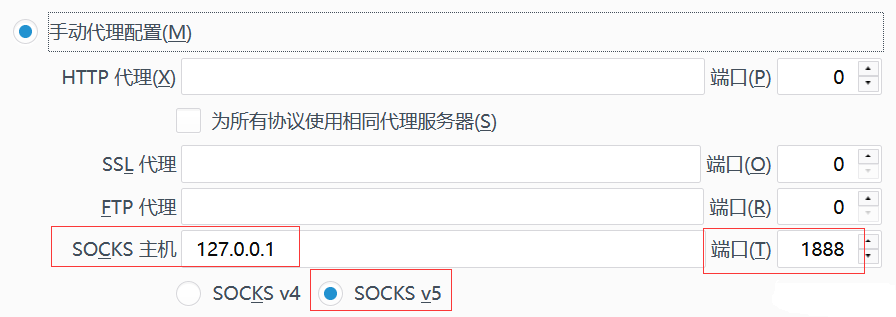 手动代理配置(M)
HTTP 代理(X) 端口(P) 0
为所有协议使用相同代理服务器(S)
SSL 代理 端口(O) 0
FTP 代理 端口(R) 0
SOCKS 主机 127.0.0.1 端口(T) 1888
SOCKS v4 SOCKS v5